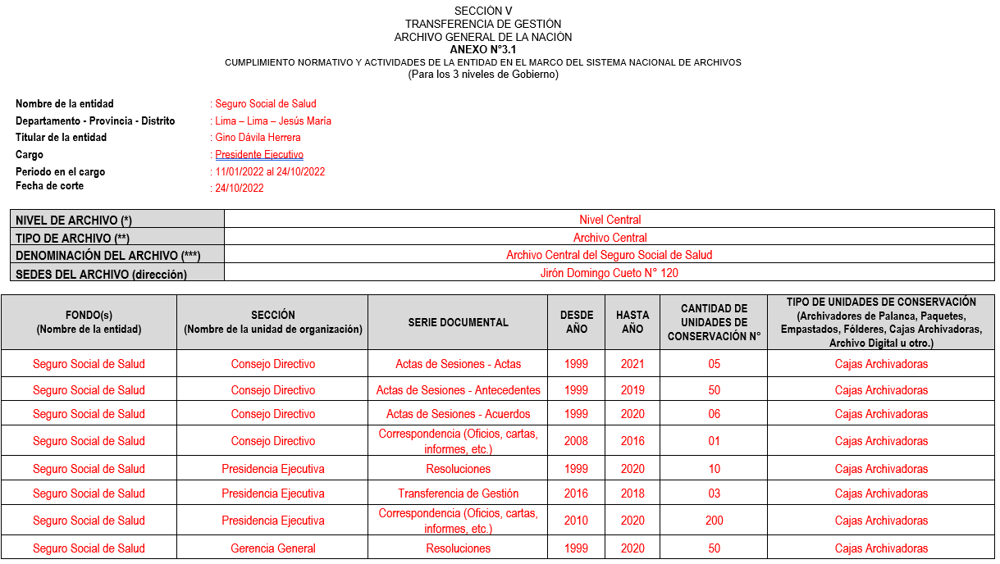 SECCIÓN V
TRANSFERENCIA DE GESTIÓN
ARCHIVO GENERAL DE LA NACIÓN
ANEXO N°3.1
CUMPLIMIENTO NORMATIVO Y ACTIVIDADES DE LA ENTIDAD EN EL MARCO DEL SISTEMA NACIONAL DE ARCHIVOS
(Para los 3 niveles de Gobierno)
Nombre de la entidad : Seguro Social de Salud
Departamento - Provincia - Distrito : Lima – Lima – Jesús María
Titular de la entidad : Gino Dávila Herrera
Cargo : Presidente Ejecutivo
Periodo en el cargo : 11/01/2022 al 24/10/2022
Fecha de corte : 24/10/2022
NIVEL DE ARCHIVO (*) Nivel Central
TIPO DE ARCHIVO (**) Archivo Central
DENOMINACIÓN DEL ARCHIVO (***) Archivo Central del Seguro Social de Salud
SEDES DEL ARCHIVO (dirección) Jirón Domingo Cueto N° 120
FONDO(s)
(Nombre de la entidad)
SECCIÓN
(Nombre de la unidad de organización)
SERIE DOCUMENTAL
DESDE
AÑO
HASTA
AÑO
CANTIDAD DE
UNIDADES DE
CONSERVACIÓN N°
TIPO DE UNIDADES DE CONSERVACIÓN
(Archivadores de Palanca, Paquetes,
Empastados, Fólderes, Cajas Archivadoras,
Archivo Digital u otro.)
Seguro Social de Salud Consejo Directivo Actas de Sesiones - Actas 1999 2021 05 Cajas Archivadoras
Seguro Social de Salud Consejo Directivo Actas de Sesiones - Antecedentes 1999 2019 50 Cajas Archivadoras
Seguro Social de Salud Consejo Directivo Actas de Sesiones - Acuerdos 1999 2020 06 Cajas Archivadoras
Seguro Social de Salud Consejo Directivo Correspondencia (Oficios, cartas,
informes, etc.) 2008 2016 01 Cajas Archivadoras
Seguro Social de Salud Presidencia Ejecutiva Resoluciones 1999 2020 10 Cajas Archivadoras
Seguro Social de Salud Presidencia Ejecutiva Transferencia de Gestión 2016 2018 03 Cajas Archivadoras
Seguro Social de Salud Presidencia Ejecutiva Correspondencia (Oficios, cartas,
informes, etc.) 2010 2020 200 Cajas Archivadoras
Seguro Social de Salud Gerencia General Resoluciones 1999 2020 50 Cajas Archivadoras